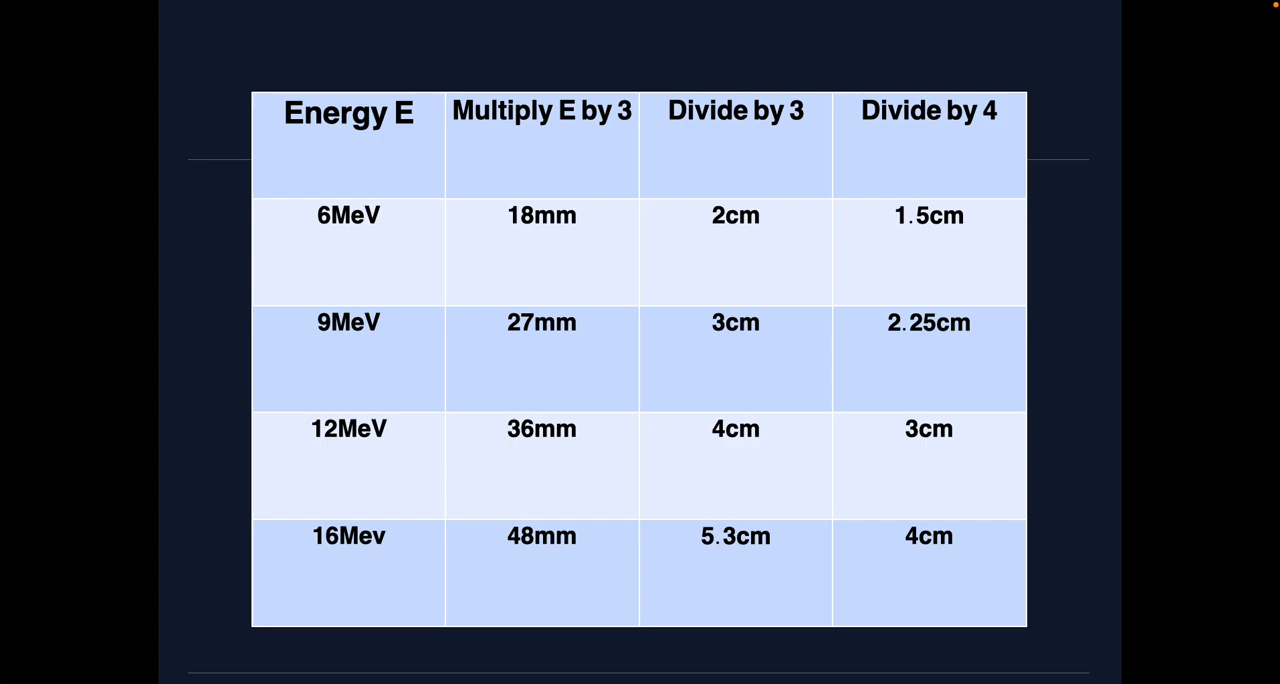 Energy E Multiply E by 3 Divide by 3 Divide by 4
6MeV 18mm 2cm 1.5cm
9MeV 27mm 3cm 2.25cm
12MeV 36mm 4cm 3cm
16Mev 48mm 5.3cm 4cm